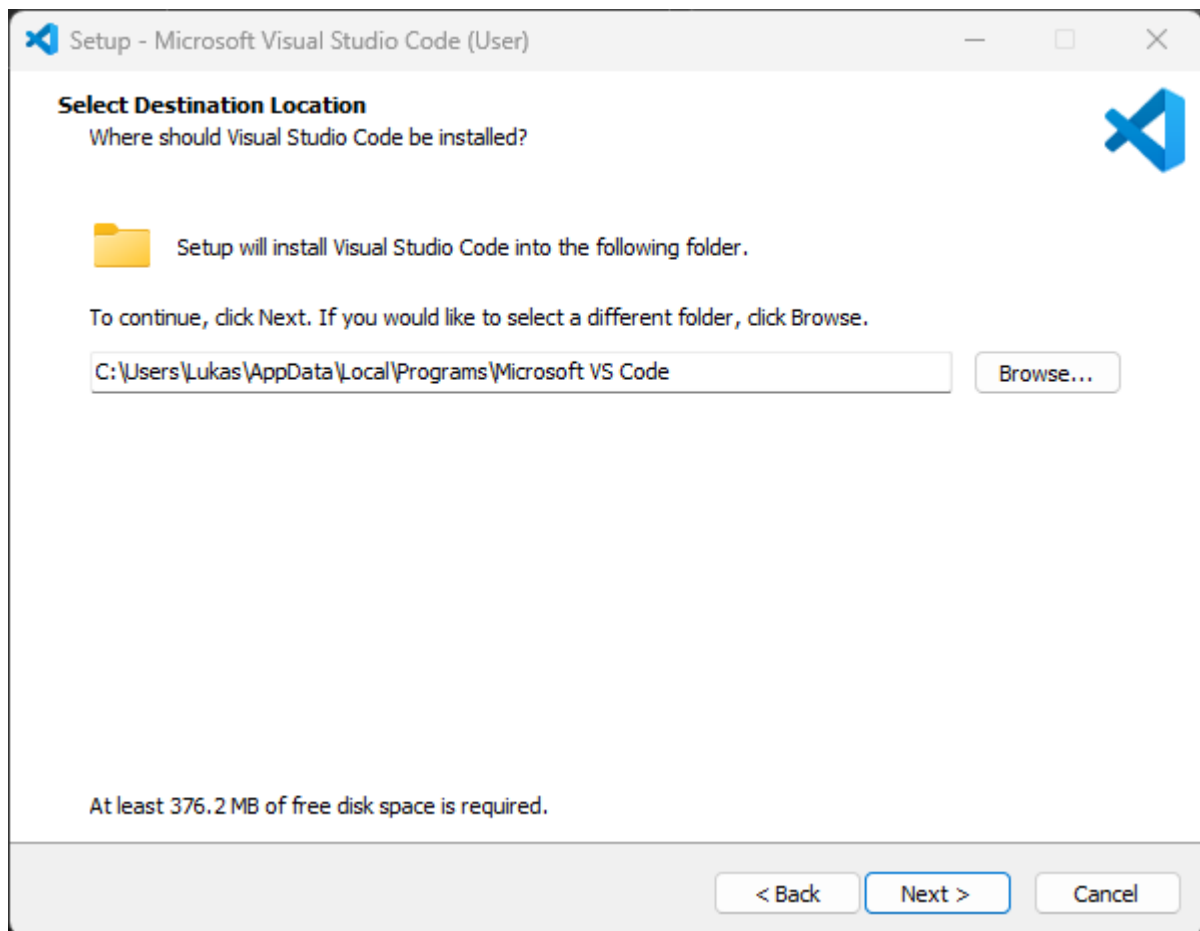 Setup - Microsoft Visual Studio Code (User)
Select Destination Location
Where should Visual Studio Code be installed?
Setup will install Visual Studio Code into the following folder.
To continue, click Next. If you would like to select a different folder, click Browse.
C:\Users\Lukas\AppData\Local\Programs\Microsoft VS Code
Browse...
At least 376.2 MB of free disk space is required.
< Back
Next >
Cancel